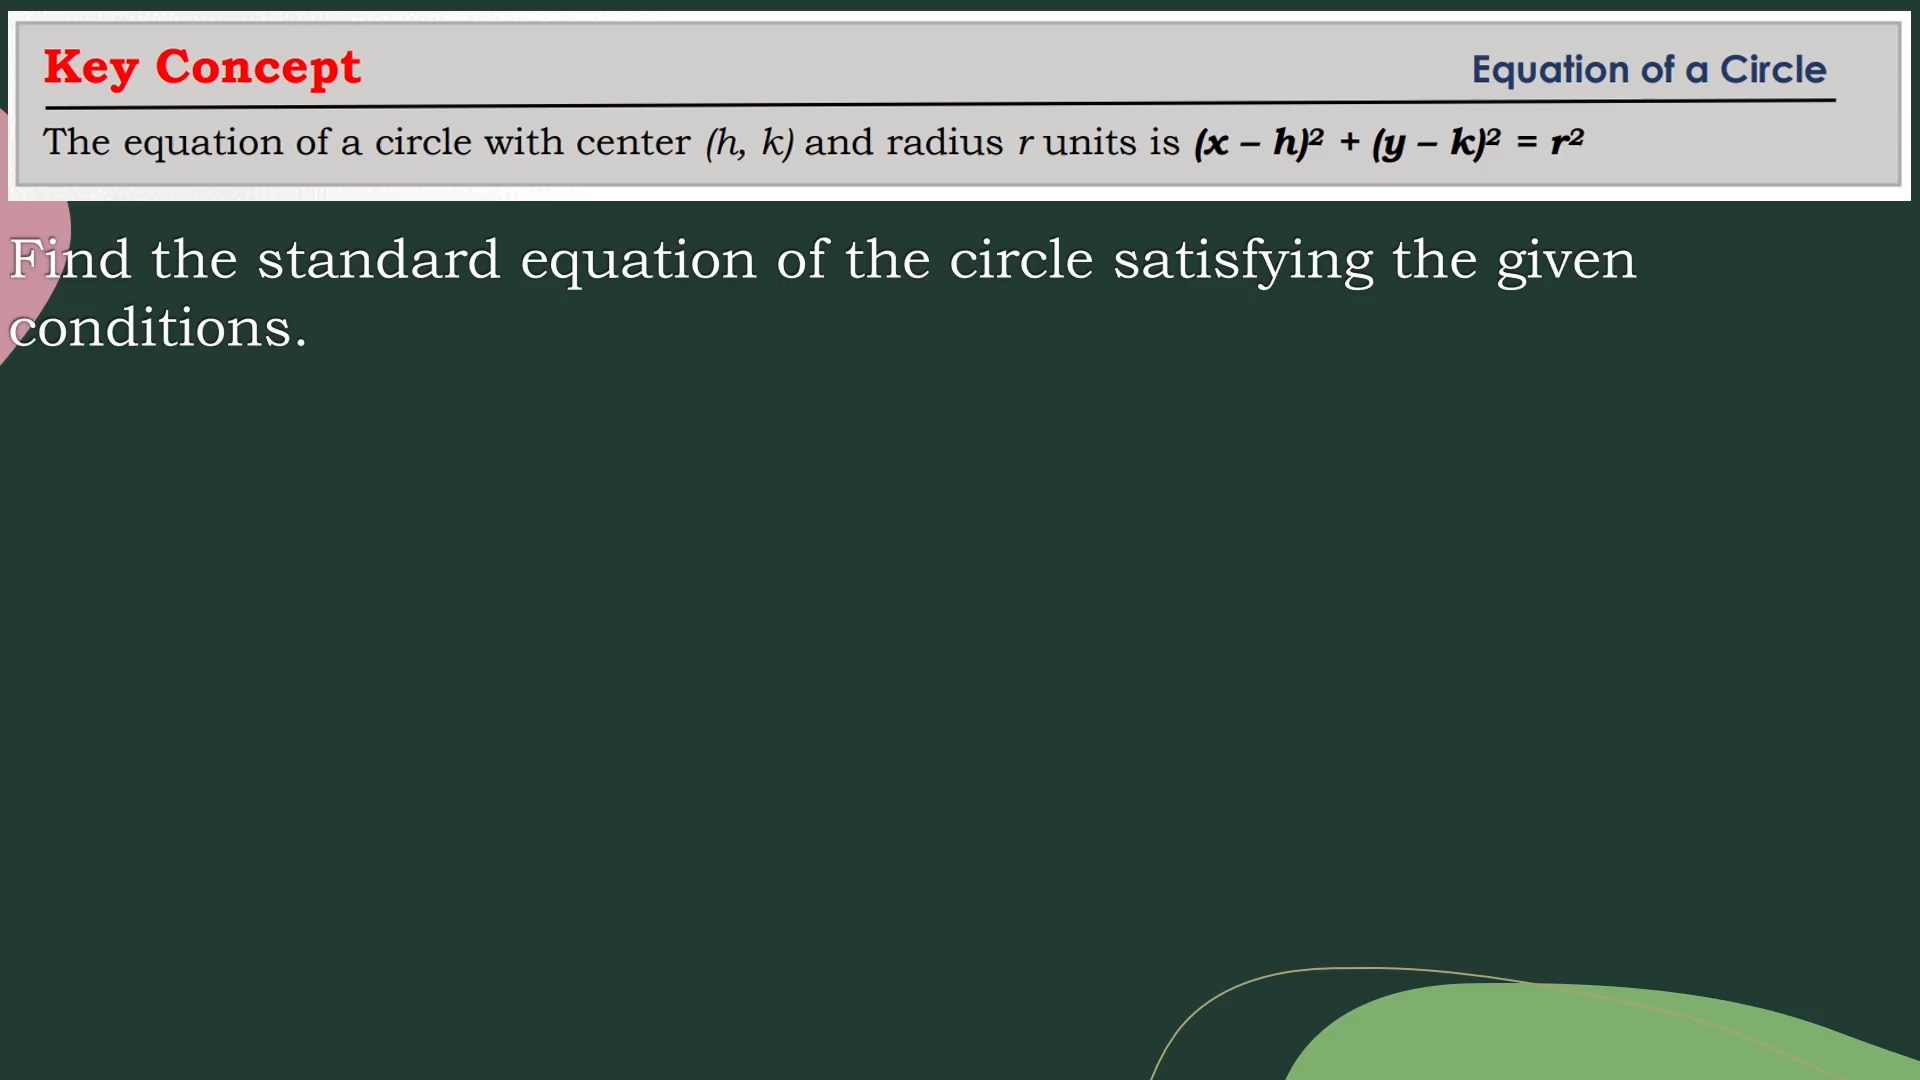 Key Concept
Equation of a Circle
The equation of a circle with center (h, k) and radius r units is (x – h)² + (y – k)² = r²
Find the standard equation of the circle satisfying the given
conditions.